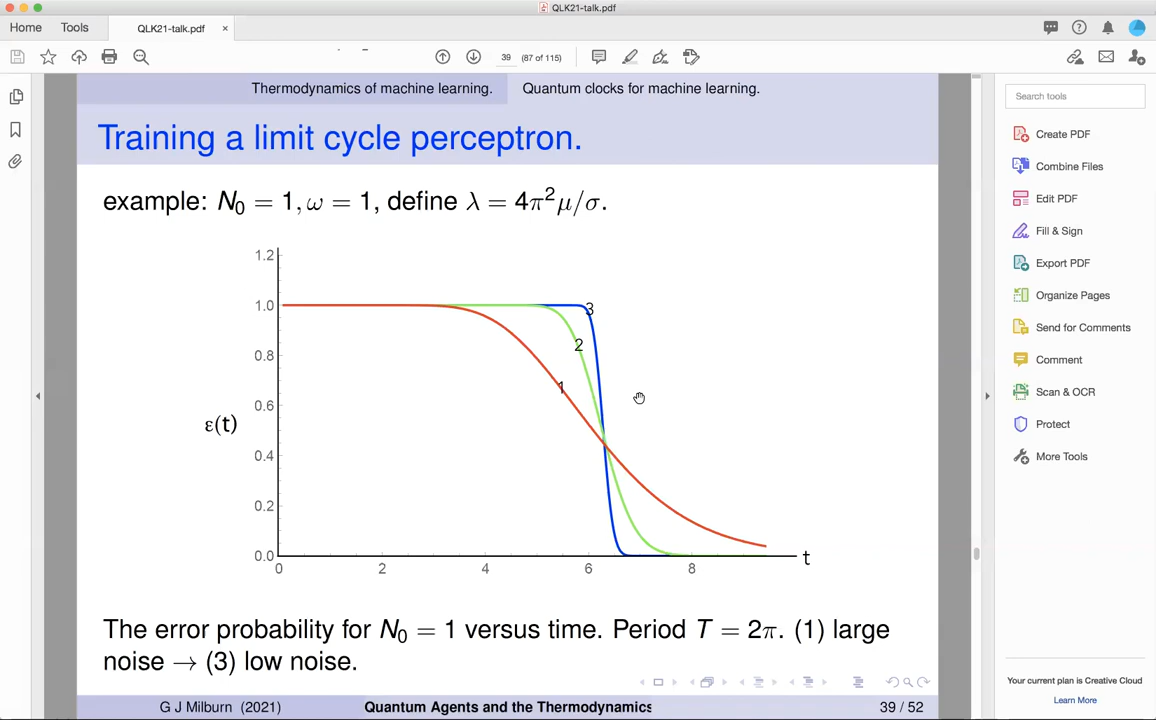 QLK21-talk.pdf
Home Tools QLK21-talk.pdf ×
39 (87 of 115)
Thermodynamics of machine learning. Quantum clocks for machine learning.
Training a limit cycle perceptron.
example: N₀ = 1, ω = 1, define λ = 4π²μ/σ.
1.2
1.0
0.8
0.6
0.4
0.2
0.0
ε(t)
3
2
1
0 2 4 6 8
t
The error probability for N₀ = 1 versus time. Period T = 2π. (1) large
noise → (3) low noise.
G J Milburn (2021) Quantum Agents and the Thermodynamics 39 / 52
Search tools
Create PDF
Combine Files
Edit PDF
Fill & Sign
Export PDF
Organize Pages
Send for Comments
Comment
Scan & OCR
Protect
More Tools
Your current plan is Creative Cloud
Learn More